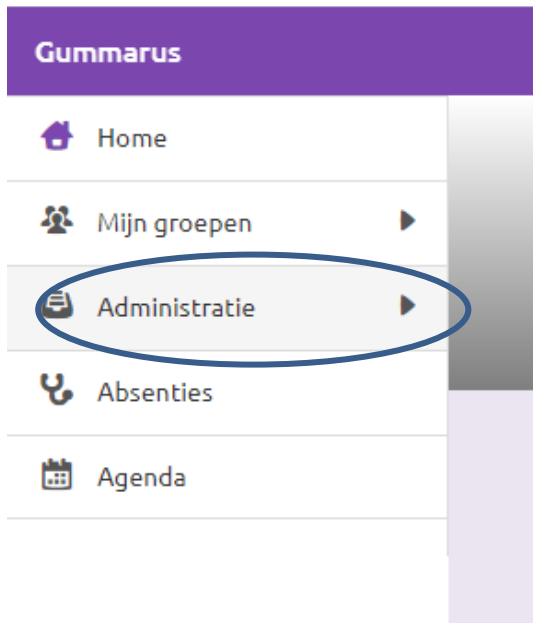 Gummarus
Home
Mijn groepen
Administratie
Absenties
Agenda